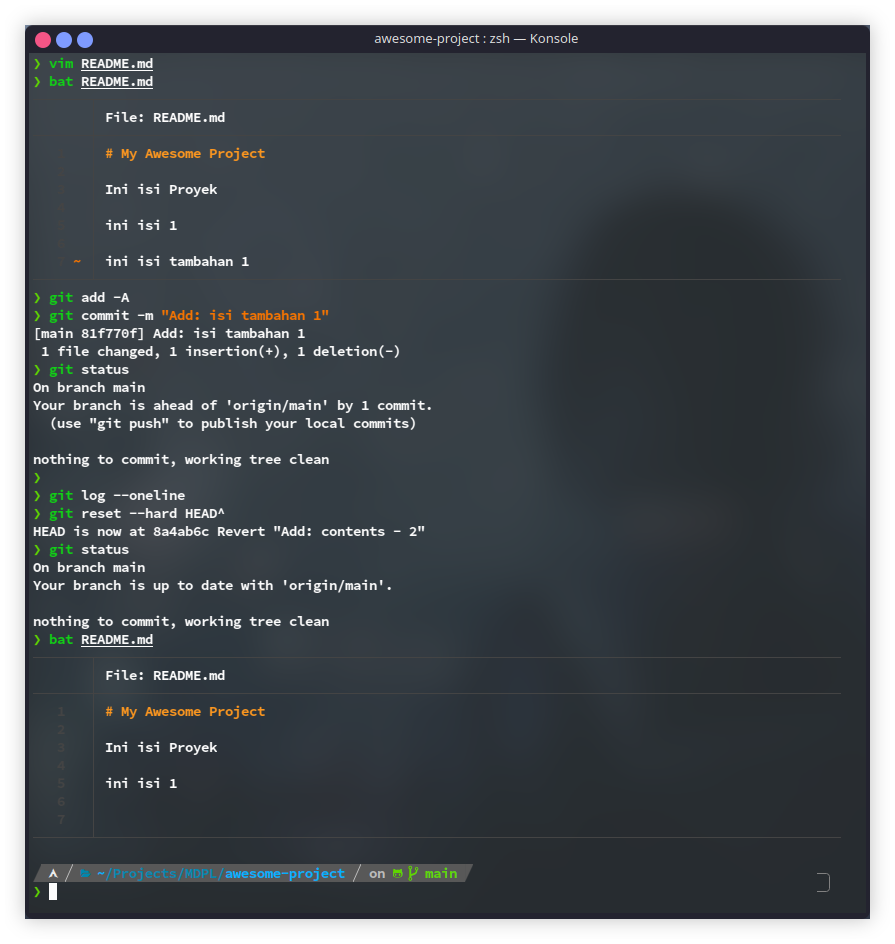 awesome-project : zsh — Konsole
❯ vim README.md
❯ bat README.md
File: README.md
# My Awesome Project
Ini isi Proyek
ini isi 1
~ ini isi tambahan 1
❯ git add -A
❯ git commit -m "Add: isi tambahan 1"
[main 81f770f] Add: isi tambahan 1
1 file changed, 1 insertion(+), 1 deletion(-)
❯ git status
On branch main
Your branch is ahead of 'origin/main' by 1 commit.
(use "git push" to publish your local commits)
nothing to commit, working tree clean
❯
❯ git log --oneline
❯ git reset --hard HEAD^
HEAD is now at 8a4ab6c Revert "Add: contents - 2"
❯ git status
On branch main
Your branch is up to date with 'origin/main'.
nothing to commit, working tree clean
❯ bat README.md
File: README.md
1 # My Awesome Project
2
3 Ini isi Proyek
4
5 ini isi 1
6
7
~/Projects/MDPL/awesome-project / on main
❯